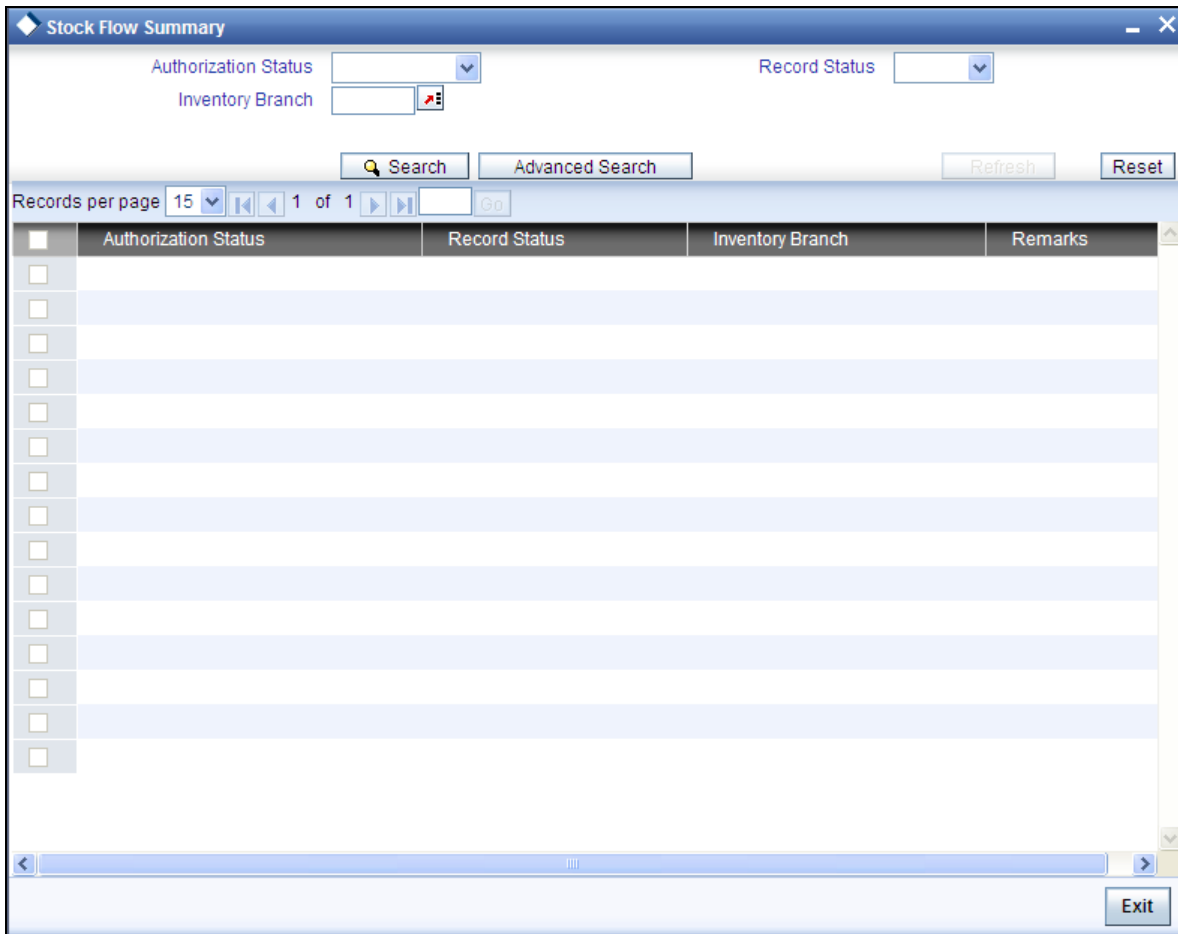 Stock Flow Summary
Authorization Status Record Status
Inventory Branch
Search Advanced Search Refresh Reset
Records per page 15 1 of 1 Go
Authorization Status Record Status Inventory Branch Remarks
Exit